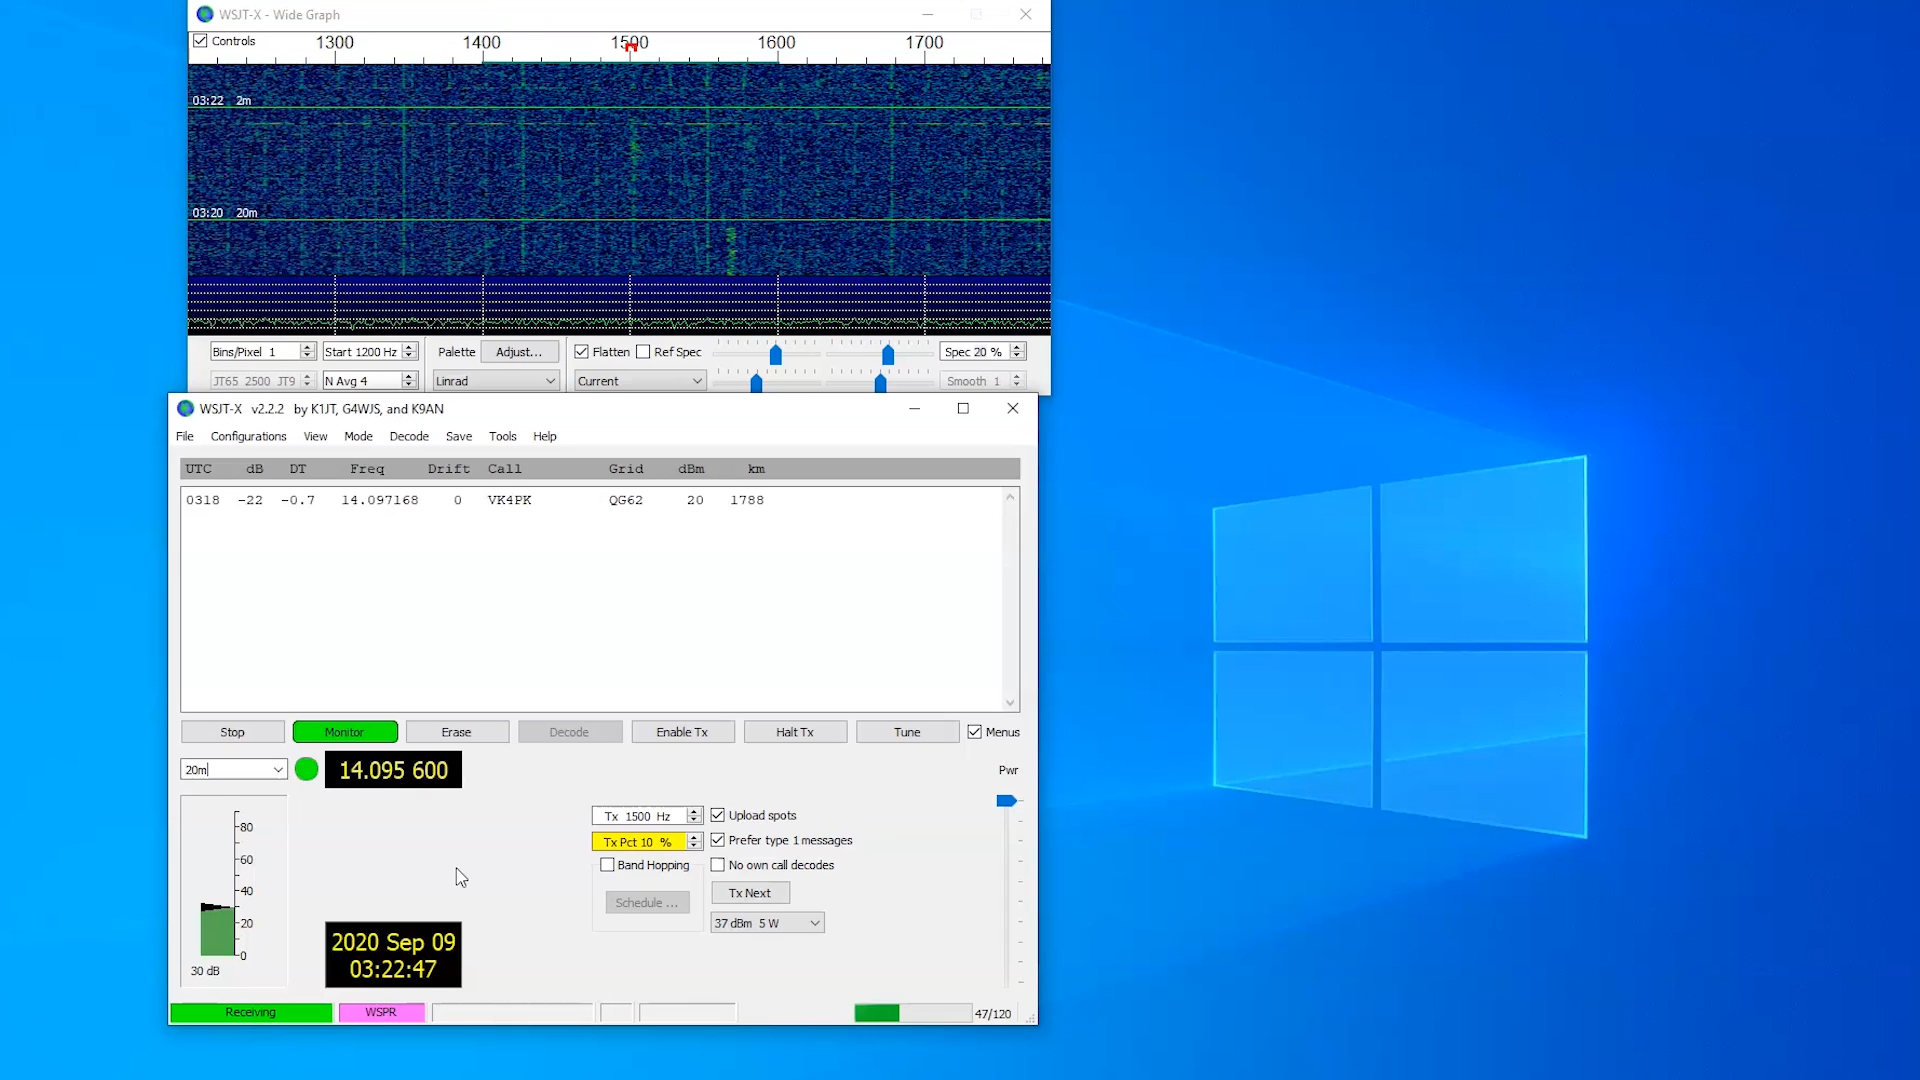 WSJT-X - Wide Graph
Controls 1300 1400 1500 1600 1700
03:22 2m
03:20 20m
Bins/Pixel 1 Start 1200 Hz Palette Adjust... Flatten Ref Spec Spec 20 %
JT65 2500 JT9 N Avg 4 Linrad Current Smooth 1
WSJT-X v2.2.2 by K1JT, G4WJS, and K9AN
File Configurations View Mode Decode Save Tools Help
UTC dB DT Freq Drift Call Grid dBm km
0318 -22 -0.7 14.097168 0 VK4PK QG62 20 1788
Stop Monitor Erase Decode Enable Tx Halt Tx Tune Menus
20m 14.095 600 Pwr
Tx 1500 Hz Upload spots
Tx Pct 10 % Prefer type 1 messages
Band Hopping No own call decodes
Schedule ... Tx Next
37 dBm 5 W
80
60
40
20
0
30 dB
2020 Sep 09
03:22:47
Receiving WSPR 47/120